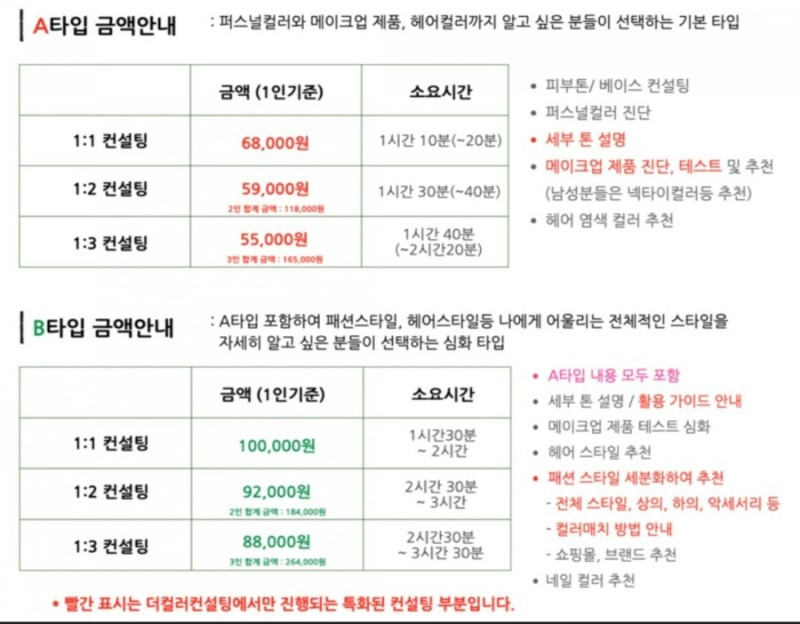 A타입 금액안내
: 퍼스널컬러와 메이크업 제품, 헤어컬러까지 알고 싶은 분들이 선택하는 기본 타입
금액 (1인기준) 소요시간
1:1 컨설팅 68,000원 1시간 10분(~20분)
1:2 컨설팅 59,000원 1시간 30분(~40분)
2인 합계 금액 : 118,000원
1:3 컨설팅 55,000원 1시간 40분
(~2시간20분)
3인 합계 금액 : 165,000원
• 피부톤/ 베이스 컨설팅
• 퍼스널컬러 진단
• 세부 톤 설명
• 메이크업 제품 진단, 테스트 및 추천
(남성분들은 넥타이컬러등 추천)
• 헤어 염색 컬러 추천
B타입 금액안내
: A타입 포함하여 패션스타일, 헤어스타일등 나에게 어울리는 전체적인 스타일을
자세히 알고 싶은 분들이 선택하는 심화 타입
금액 (1인기준) 소요시간
1:1 컨설팅 100,000원 1시간30분
~ 2시간
1:2 컨설팅 92,000원 2시간 30분
~ 3시간
2인 합계 금액 : 184,000원
1:3 컨설팅 88,000원 2시간30분
~ 3시간 30분
3인 합계 금액 : 264,000원
• A타입 내용 모두 포함
• 세부 톤 설명 / 활용 가이드 안내
• 메이크업 제품 테스트 심화
• 헤어 스타일 추천
• 패션 스타일 세분화하여 추천
- 전체 스타일, 상의, 하의, 악세서리 등
- 컬러매치 방법 안내
- 쇼핑몰, 브랜드 추천
• 네일 컬러 추천
* 빨간 표시는 더컬러컨설팅에서만 진행되는 특화된 컨설팅 부분입니다.